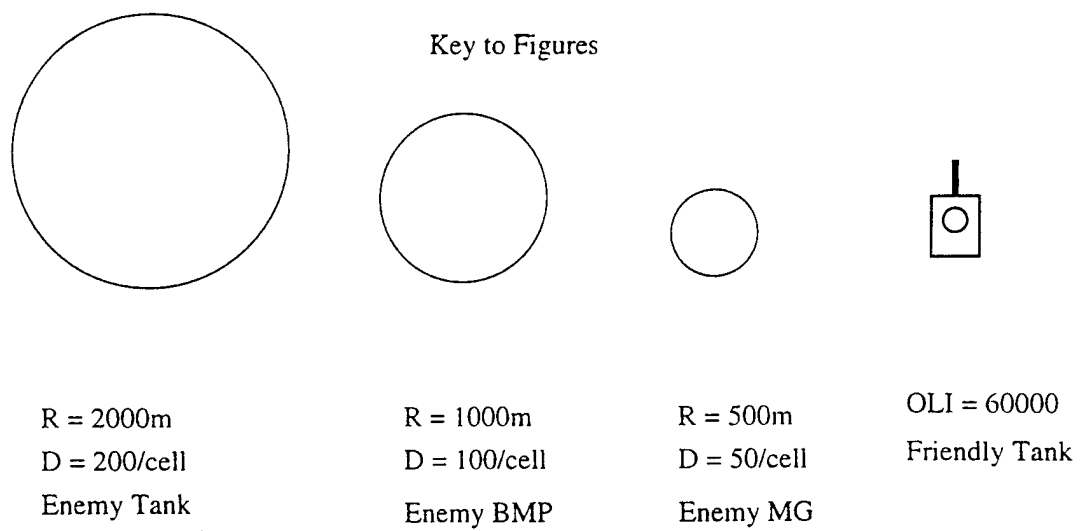 Key to Figures
R = 2000m
D = 200/cell
Enemy Tank
R = 1000m
D = 100/cell
Enemy BMP
R = 500m
D = 50/cell
Enemy MG
OLI = 60000
Friendly Tank